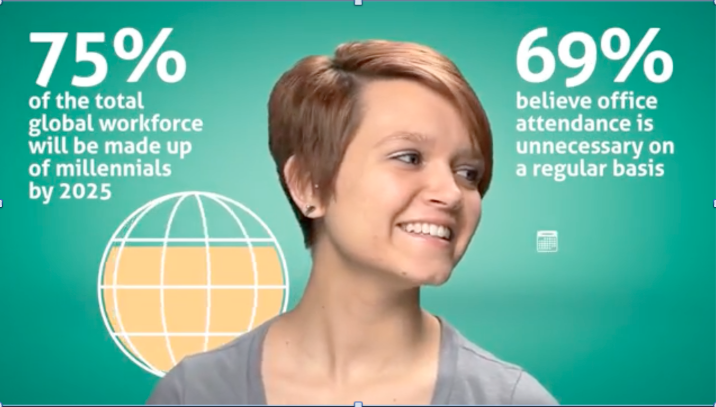 75%
of the total
global workforce
will be made up
of millennials
by 2025
69%
believe office
attendance is
unnecessary on
a regular basis